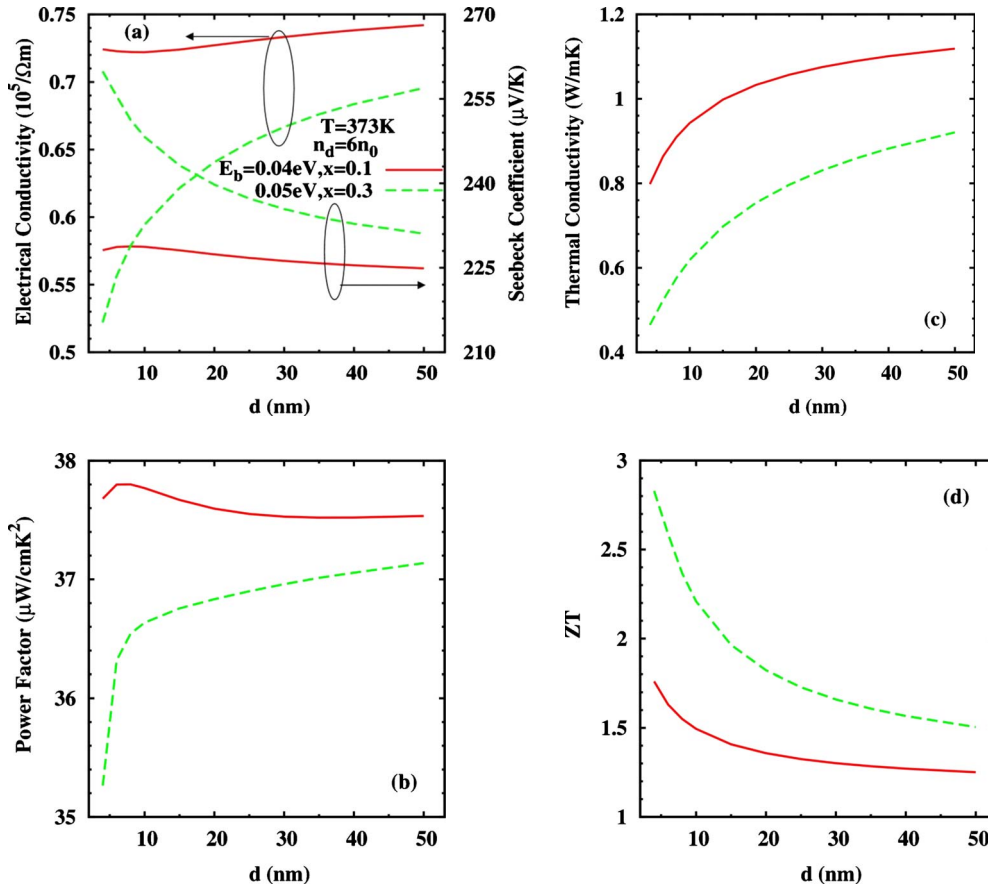 (a)
Electrical Conductivity (10^5/Ωm)
0.75
0.7
0.65
0.6
0.55
0.5
270
255
240
225
210
Seebeck Coefficient (μV/K)
T=373K
n_d=6n_0
E_b=0.04eV,x=0.1
0.05eV,x=0.3
10 20 30 40 50
d (nm)
Thermal Conductivity (W/mK)
1.2
1
0.8
0.6
0.4
(c)
10 20 30 40 50
d (nm)
Power Factor (μW/cmK^2)
38
37
36
35
(b)
10 20 30 40 50
d (nm)
ZT
3
2.5
2
1.5
1
(d)
10 20 30 40 50
d (nm)